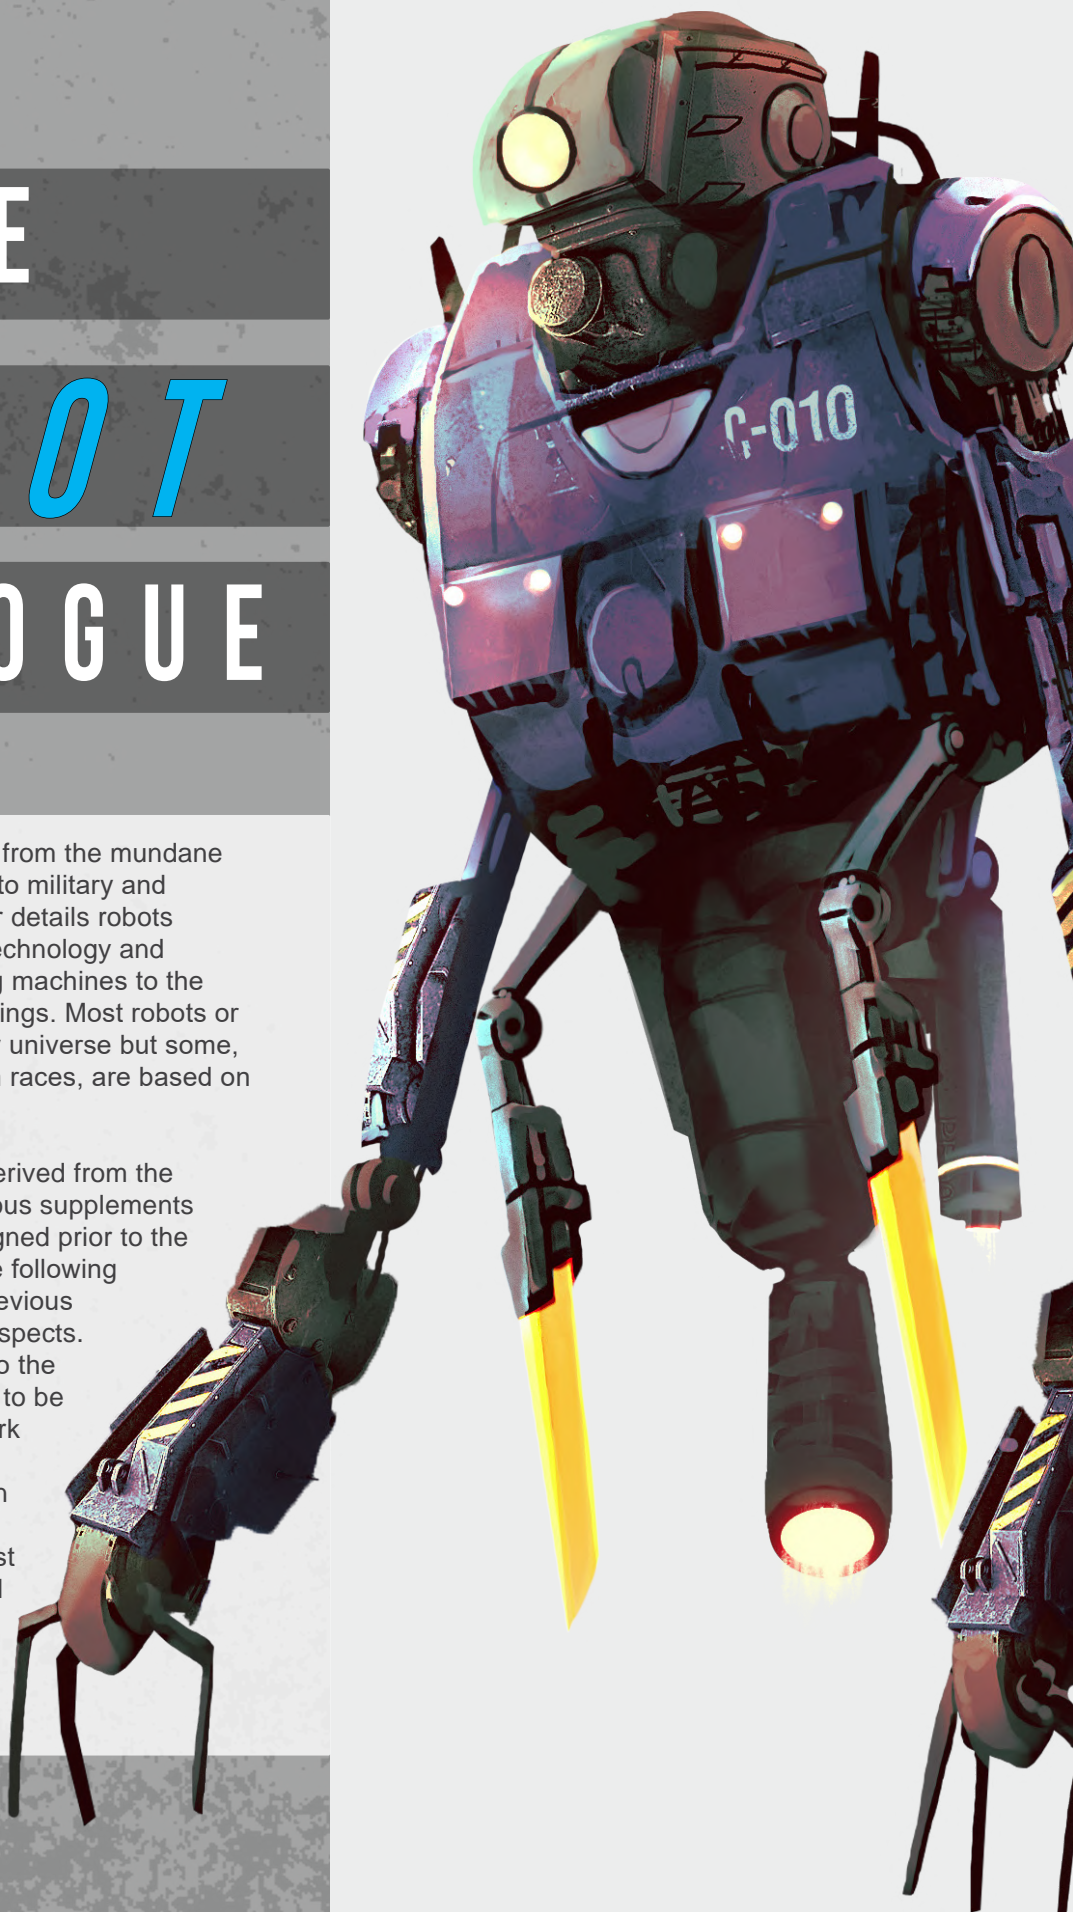 E
OT
OGUE
C-010
from the mundane
to military and
details robots
echnology and
machines to the
ings. Most robots or
universe but some,
races, are based on
erived from the
ous supplements
gned prior to the
following
evious
spects.
o the
to be
rk
n
st